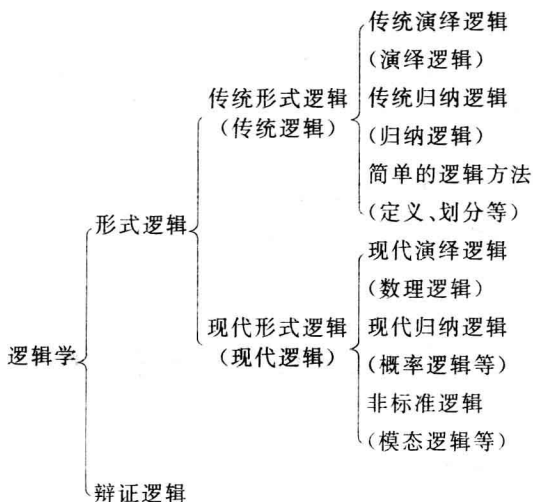 传统演绎逻辑
(演绎逻辑)
传统形式逻辑
传统归纳逻辑
(传统逻辑)
(归纳逻辑)
简单的逻辑方法
形式逻辑
(定义、划分等)
现代演绎逻辑
(数理逻辑)
现代形式逻辑
现代归纳逻辑
逻辑学
(现代逻辑)
(概率逻辑等)
非标准逻辑
(模态逻辑等)
辩证逻辑